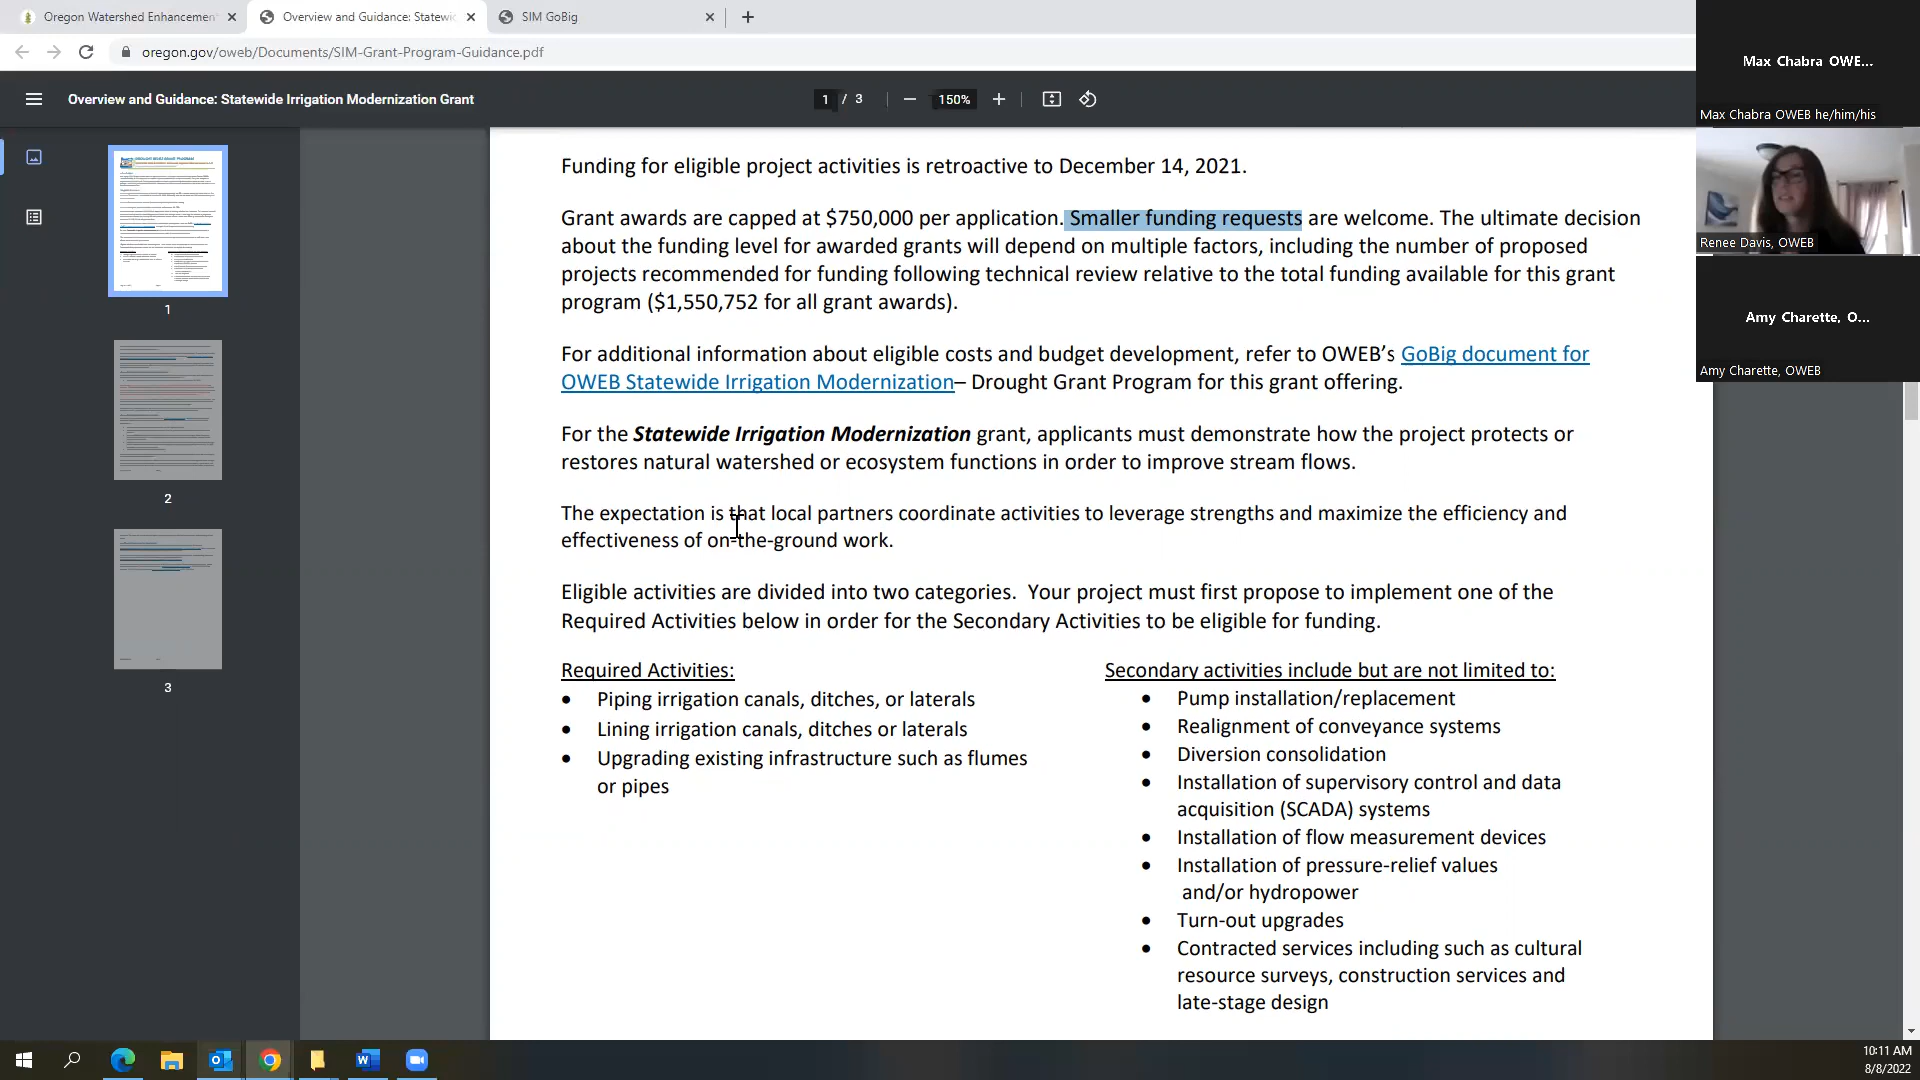 Oregon Watershed Enhancement
Overview and Guidance: Statewi
SIM GoBig
oregon.gov/oweb/Documents/SIM-Grant-Program-Guidance.pdf
Overview and Guidance: Statewide Irrigation Modernization Grant
1 / 3
150%
Max Chabra OWE...
Max Chabra OWEB he/him/his
Renee Davis, OWEB
Amy Charette, O...
Amy Charette, OWEB
1
2
3
Funding for eligible project activities is retroactive to December 14, 2021.
Grant awards are capped at $750,000 per application. Smaller funding requests are welcome. The ultimate decision
about the funding level for awarded grants will depend on multiple factors, including the number of proposed
projects recommended for funding following technical review relative to the total funding available for this grant
program ($1,550,752 for all grant awards).
For additional information about eligible costs and budget development, refer to OWEB’s GoBig document for
OWEB Statewide Irrigation Modernization– Drought Grant Program for this grant offering.
For the Statewide Irrigation Modernization grant, applicants must demonstrate how the project protects or
restores natural watershed or ecosystem functions in order to improve stream flows.
The expectation is that local partners coordinate activities to leverage strengths and maximize the efficiency and
effectiveness of on-the-ground work.
Eligible activities are divided into two categories.  Your project must first propose to implement one of the
Required Activities below in order for the Secondary Activities to be eligible for funding.
Required Activities:
• Piping irrigation canals, ditches, or laterals
• Lining irrigation canals, ditches or laterals
• Upgrading existing infrastructure such as flumes
or pipes
Secondary activities include but are not limited to:
• Pump installation/replacement
• Realignment of conveyance systems
• Diversion consolidation
• Installation of supervisory control and data
acquisition (SCADA) systems
• Installation of flow measurement devices
• Installation of pressure-relief values
and/or hydropower
• Turn-out upgrades
• Contracted services including such as cultural
resource surveys, construction services and
late-stage design
10:11 AM
8/8/2022